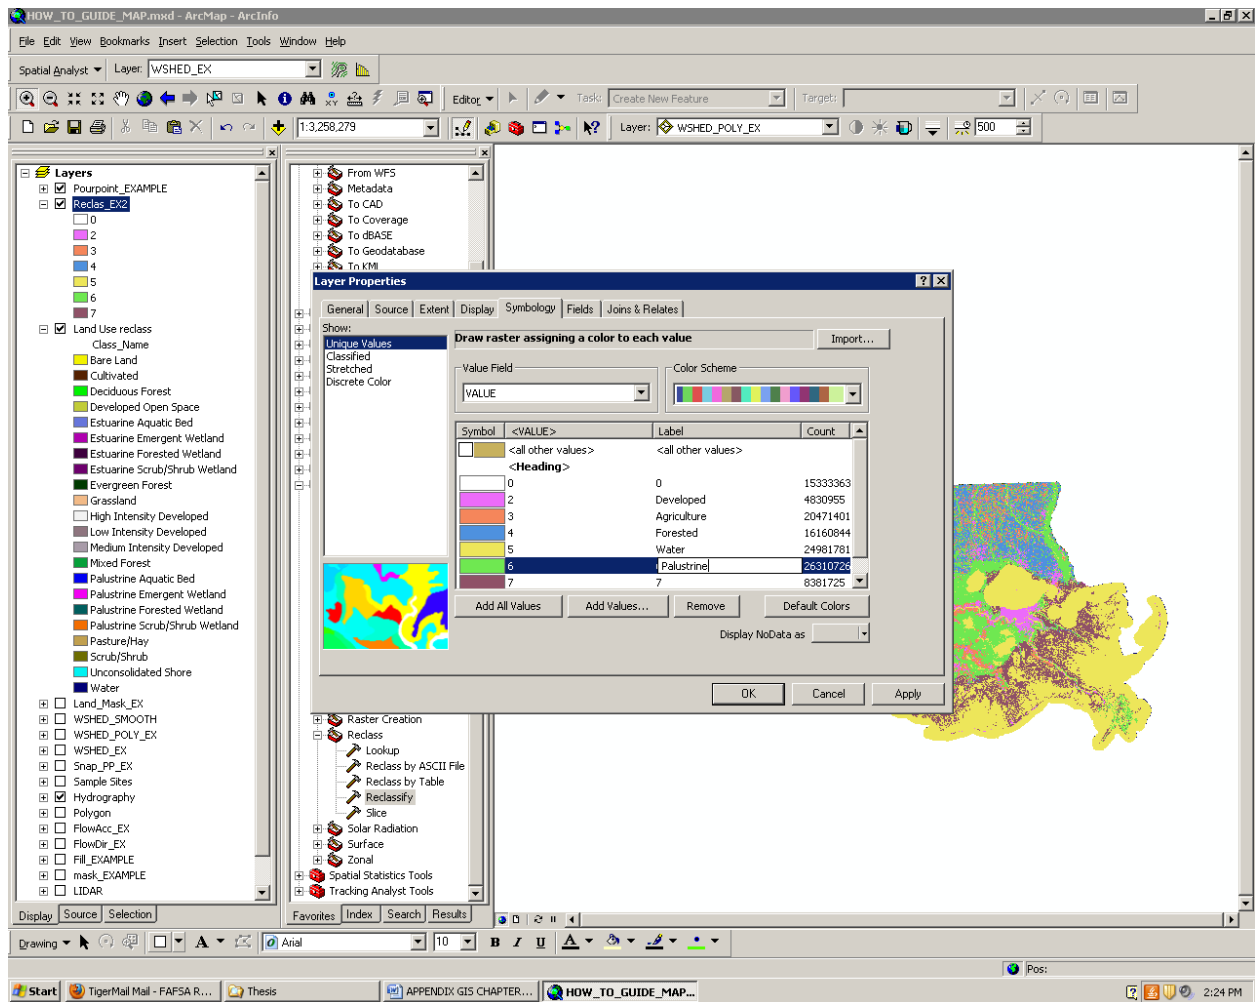 HOW_TO_GUIDE_MAP.mxd - ArcMap - ArcInfo
File Edit View Bookmarks Insert Selection Tools Window Help
Spatial Analyst Layer: WSHED_EX
Editor Task: Create New Feature Target:
1:3,258,279 Layer: WSHED_POLY_EX 500
Layers
Pourpoint_EXAMPLE
Reclas_EX2
0
2
3
4
5
6
7
Land Use reclass
Class_Name
Bare Land
Cultivated
Deciduous Forest
Developed Open Space
Estuarine Aquatic Bed
Estuarine Emergent Wetland
Estuarine Forested Wetland
Estuarine Scrub/Shrub Wetland
Evergreen Forest
Grassland
High Intensity Developed
Low Intensity Developed
Medium Intensity Developed
Mixed Forest
Palustrine Aquatic Bed
Palustrine Emergent Wetland
Palustrine Forested Wetland
Palustrine Scrub/Shrub Wetland
Pasture/Hay
Scrub/Shrub
Unconsolidated Shore
Water
Land_Mask_EX
WSHED_SMOOTH
WSHED_POLY_EX
WSHED_EX
Snap_PP_EX
Sample Sites
Hydrography
Polygon
FlowAcc_EX
FlowDir_EX
Fill_EXAMPLE
mask_EXAMPLE
LIDAR
Display Source Selection
From WFS
Metadata
To CAD
To Coverage
To dBASE
To Geodatabase
To KML
Raster Creation
Reclass
Lookup
Reclass by ASCII File
Reclass by Table
Reclassify
Slice
Solar Radiation
Surface
Zonal
Spatial Statistics Tools
Tracking Analyst Tools
Favorites Index Search Results
Layer Properties
General Source Extent Display Symbology Fields Joins & Relates
Show:
Unique Values
Classified
Stretched
Discrete Color
Draw raster assigning a color to each value
Import...
Value Field
VALUE
Color Scheme
Symbol <VALUE> Label Count
<all other values> <all other values>
<Heading>
0 0 15333363
2 Developed 4830955
3 Agriculture 20471401
4 Forested 16160844
5 Water 24981781
6 Palustrine 26310726
7 7 8381725
Add All Values Add Values... Remove Default Colors
Display NoData as
OK Cancel Apply
Drawing Arial 10 B I U A
Pos:
Start TigerMail Mail - FAFSA R... Thesis APPENDIX GIS CHAPTER... HOW_TO_GUIDE_MAP... 2:24 PM